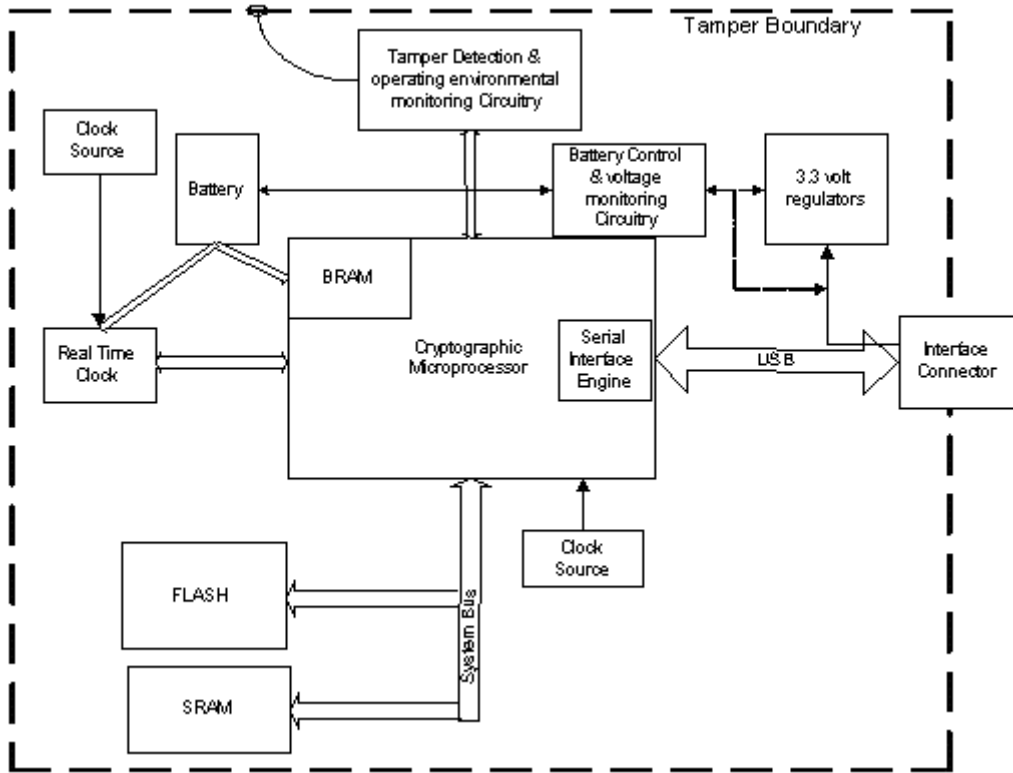 Tamper Boundary
Tamper Detection &
operating environmental
monitoring Circuitry
Clock
Source
Battery
Battery Control
& voltage
monitoring
Circuitry
3.3 volt
regulators
BRAM
Real Time
Clock
Cryptographic
Microprocessor
Serial
Interface
Engine
USB
Interface
Connector
Clock
Source
FLASH
System Bus
SRAM